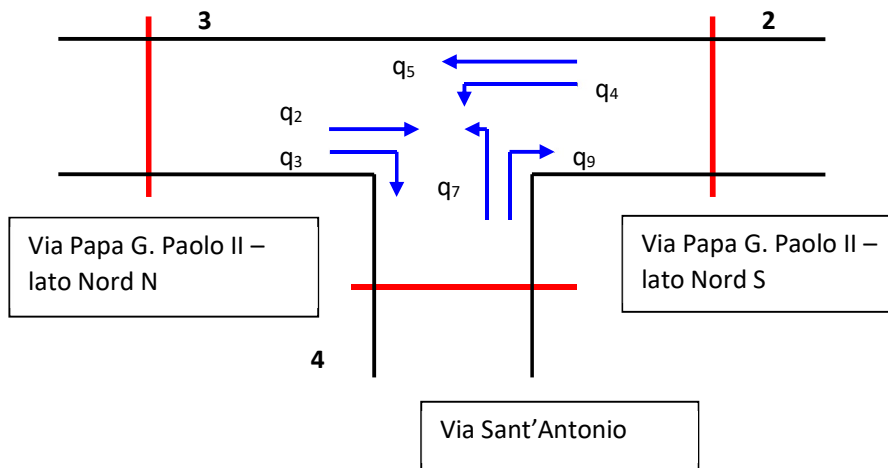 3
2
q5
q4
q2
q3
q7
q9
Via Papa G. Paolo II –
lato Nord N
Via Papa G. Paolo II –
lato Nord S
4
Via Sant’Antonio